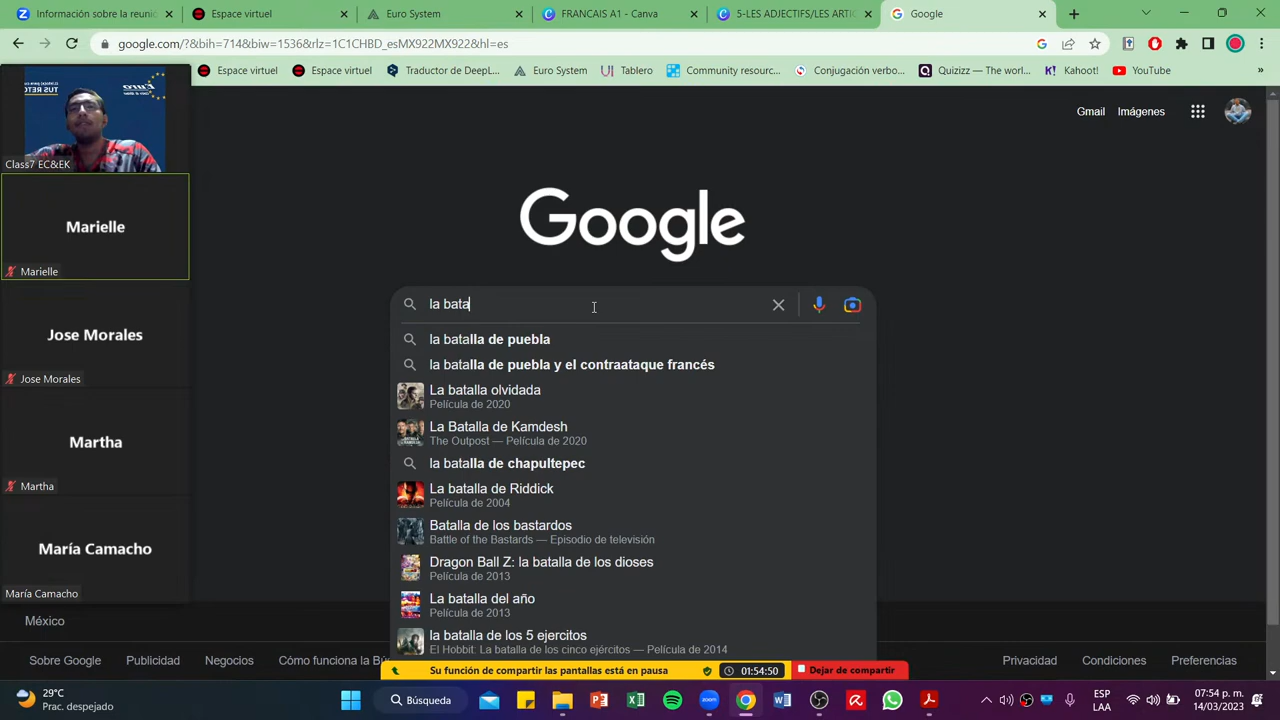 Información sobre la reunió
Espace virtuel
Euro System
FRANCAIS A1 - Canva
5-LES ADJECTIFS/LES ARTIC
Google
google.com/?&bih=714&biw=1536&rlz=1C1CHBD_esMX922MX922&hl=es
Espace virtuel
Espace virtuel
Traductor de DeepL...
Euro System
Tablero
Communicative resourc...
Conjugación verbo...
Quizizz — The worl...
Kahoot!
YouTube
»
TUS RETO
Euro
Class7 EC&EK
Marielle
Marielle
Jose Morales
Jose Morales
Martha
Martha
María Camacho
María Camacho
Gmail
Imágenes
Google
la bata
la batalla de puebla
la batalla de puebla y el contraataque francés
La batalla olvidada
Película de 2020
La Batalla de Kamdesh
The Outpost — Película de 2020
la batalla de chapultepec
La batalla de Riddick
Película de 2004
Batalla de los bastardos
Battle of the Bastards — Episodio de televisión
Dragon Ball Z: la batalla de los dioses
Película de 2013
La batalla del año
Película de 2013
la batalla de los 5 ejercitos
El Hobbit: La batalla de los cinco ejércitos — Película de 2014
México
Sobre Google
Publicidad
Negocios
Cómo funciona la Bú
Privacidad
Condiciones
Preferencias
Su función de compartir las pantallas está en pausa
01:54:50
Dejar de compartir
29°C
Prac. despejado
Búsqueda
zoom
ESP
LAA
07:54 p. m.
14/03/2023